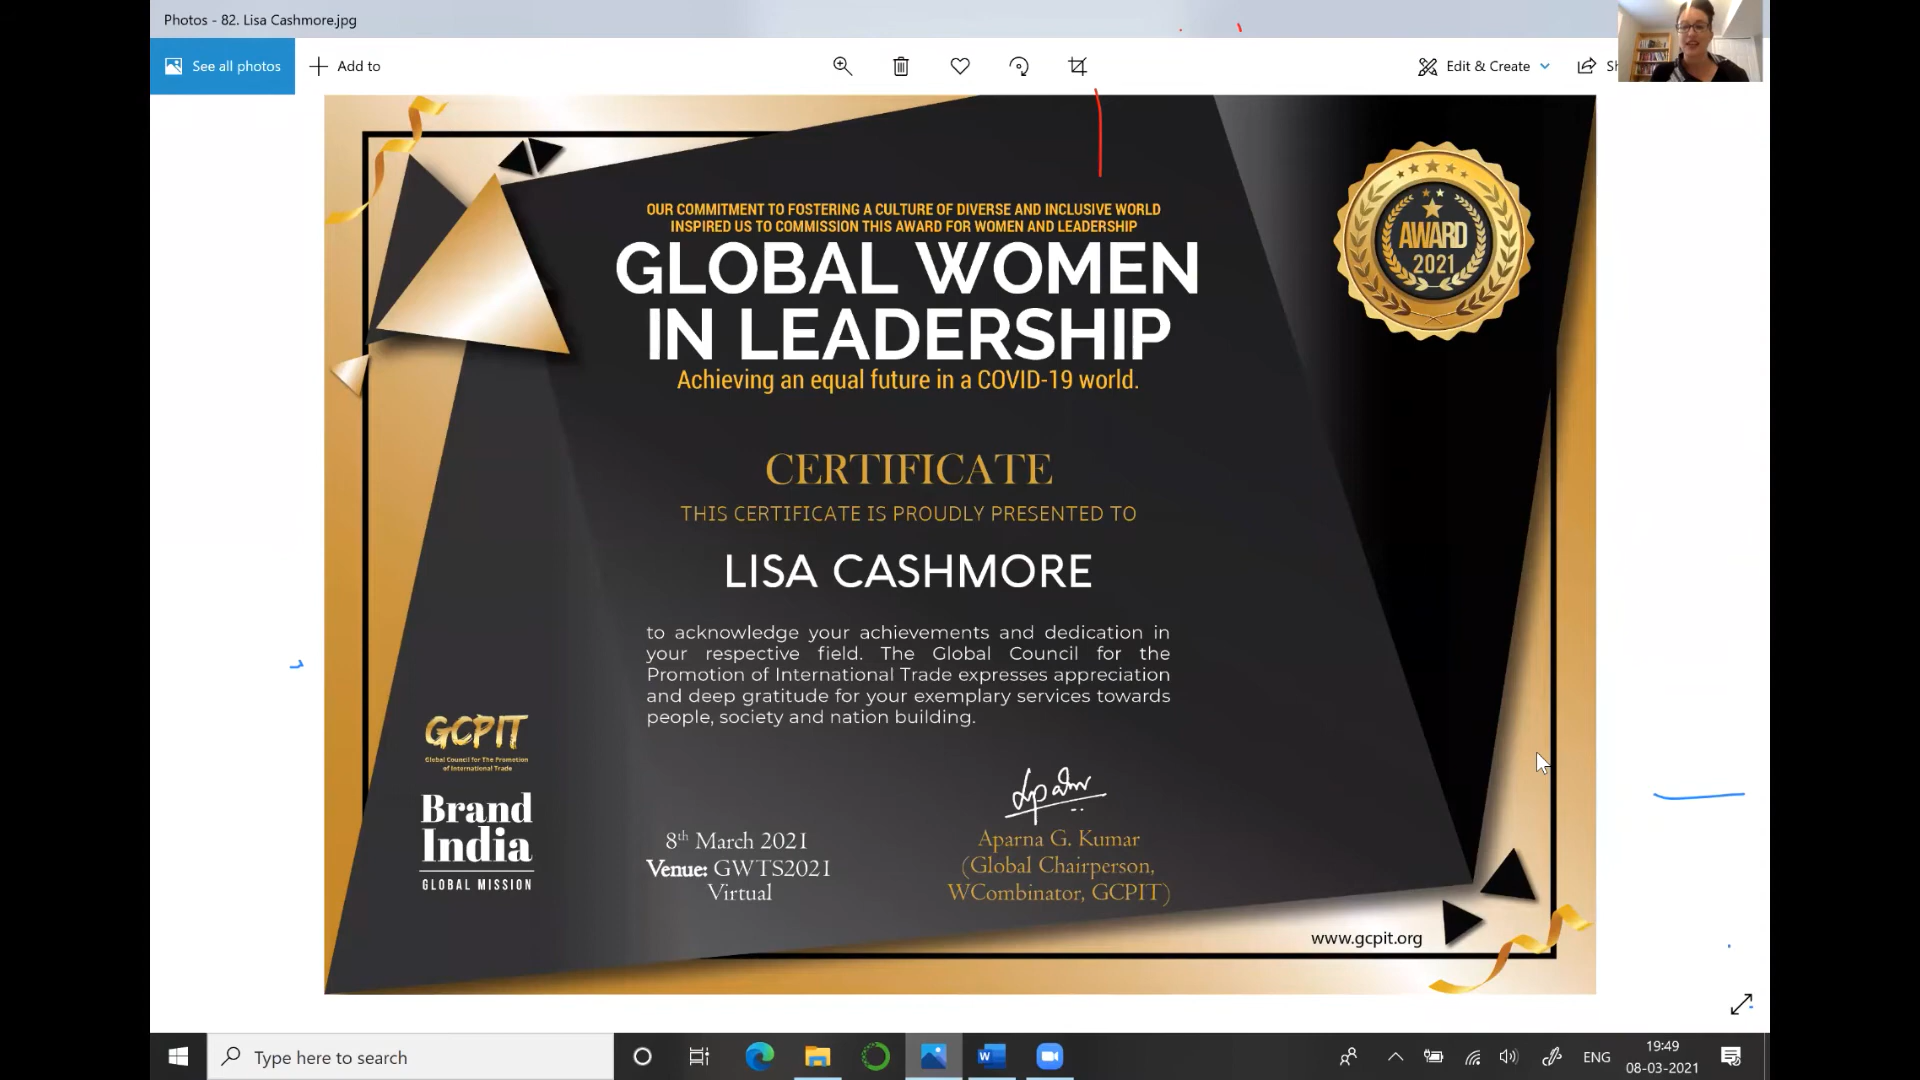 Photos - 82. Lisa Cashmore.jpg
See all photos
Add to
Edit & Create
OUR COMMITMENT TO FOSTERING A CULTURE OF DIVERSE AND INCLUSIVE WORLD
INSPIRED US TO COMMISSION THIS AWARD FOR WOMEN AND LEADERSHIP
GLOBAL WOMEN
IN LEADERSHIP
Achieving an equal future in a COVID-19 world.
AWARD
2021
CERTIFICATE
THIS CERTIFICATE IS PROUDLY PRESENTED TO
LISA CASHMORE
to acknowledge your achievements and dedication in
your respective field. The Global Council for the
Promotion of International Trade expresses appreciation
and deep gratitude for your exemplary services towards
people, society and nation building.
GCPIT
Global Council for The Promotion
of International Trade
Brand
India
GLOBAL MISSION
8th March 2021
Venue: GWTS2021
Virtual
Aparna G. Kumar
(Global Chairperson,
WCombinator, GCPIT)
www.gcpit.org
Type here to search
ENG
19:49
08-03-2021